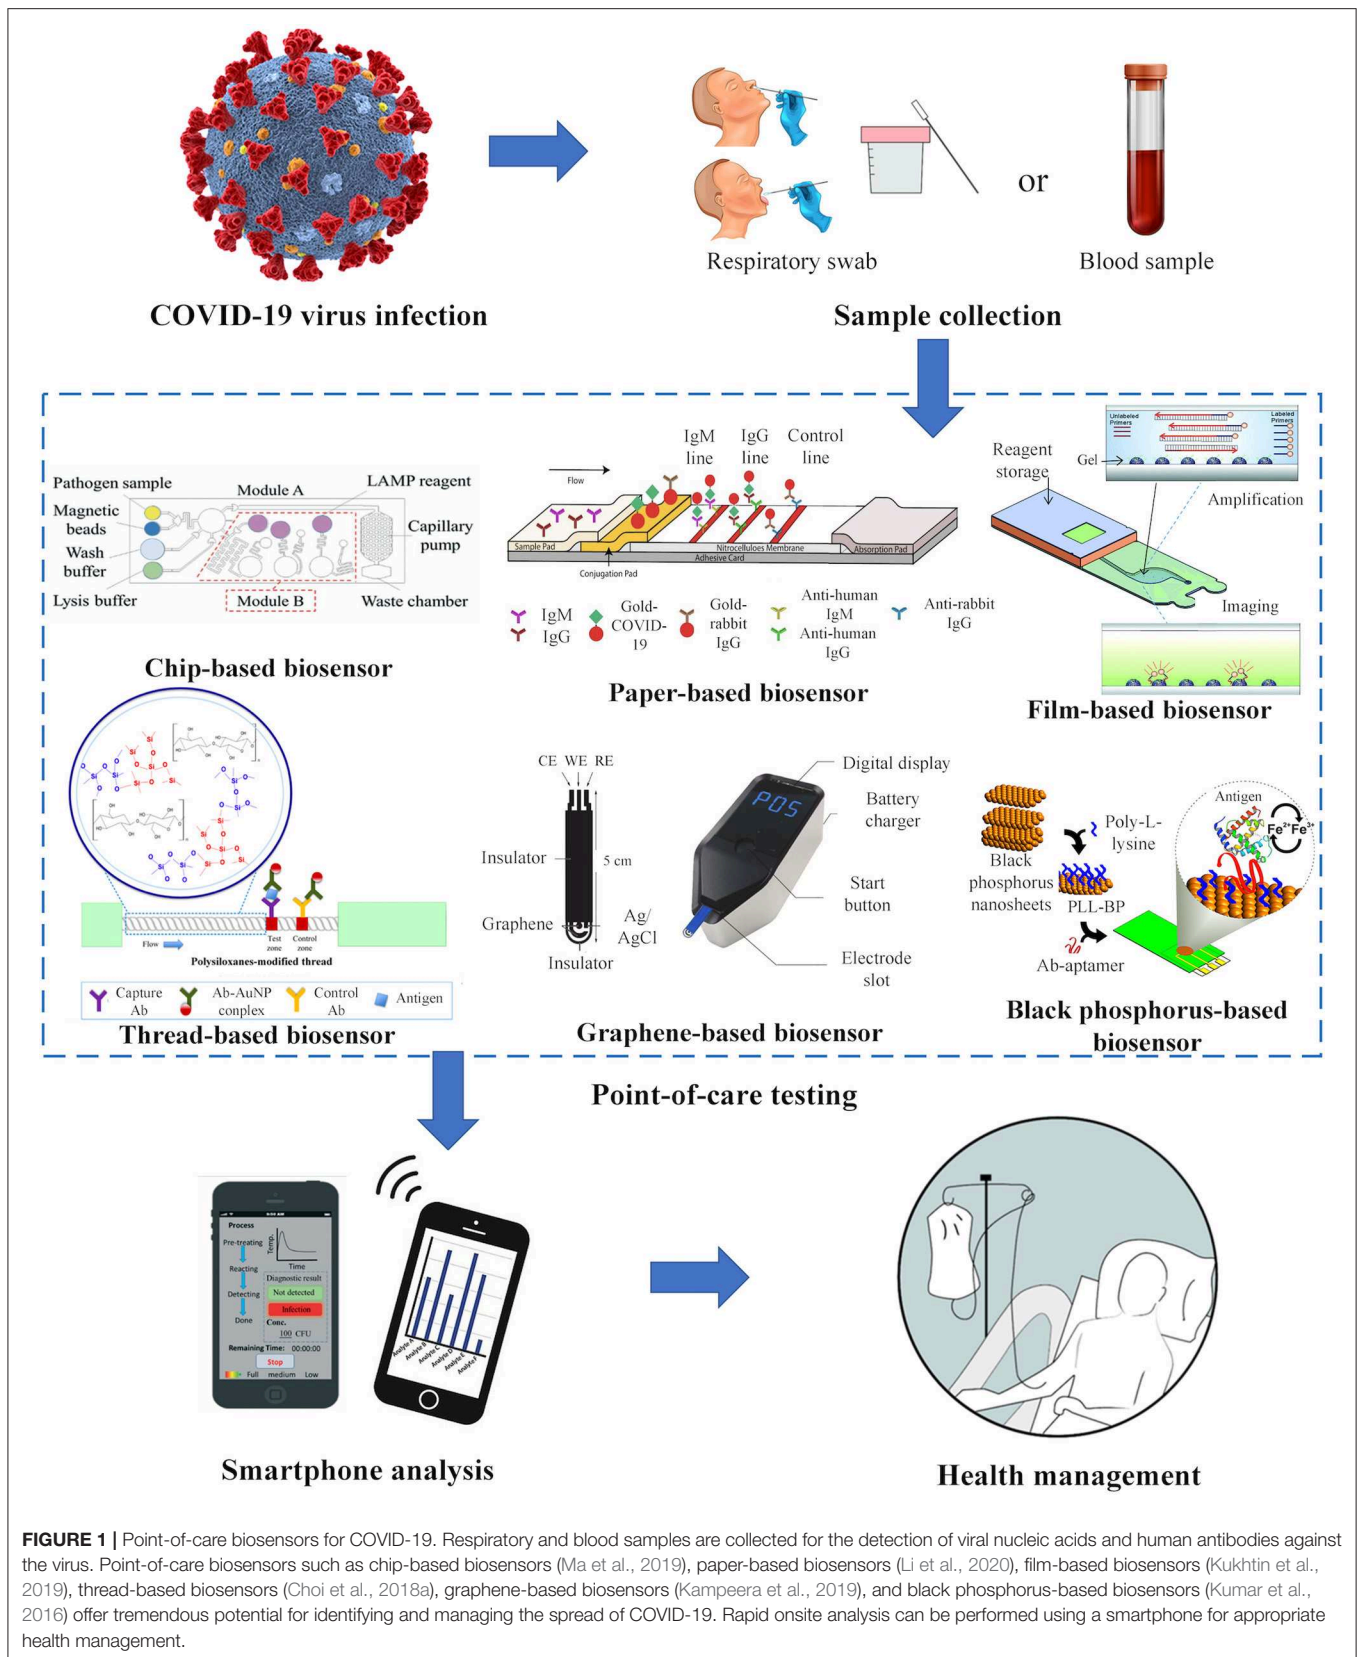 Respiratory swab
or
Blood sample
COVID-19 virus infection
Sample collection
Pathogen sample
Magnetic
beads
Wash
buffer
Lysis buffer
Module A
Module B
LAMP reagent
Capillary
pump
Waste chamber
Chip-based biosensor
IgM
line
IgG
line
Control
line
Flow
Sample Pad
Conjugation Pad
Nitrocelluloes Membrane
Adhesive Card
Absorption Pad
IgM
IgG
Gold-
COVID-
19
Gold-
rabbit
IgG
Anti-human
IgM
Anti-human
IgG
Anti-rabbit
IgG
Paper-based biosensor
Unlabeled
Primers
Labeled
Primers
Gel
Reagent
storage
Amplification
Imaging
Film-based biosensor
Flow
Test
zone
Control
zone
Polysiloxanes-modified thread
Capture
Ab
Ab-AuNP
conplex
Control
Ab
Antigen
Thread-based biosensor
CE WE RE
Insulator
5 cm
Graphene
Ag/
AgCl
Insulator
POS
Digital display
Battery
charger
Start
button
Electrode
slot
Graphene-based biosensor
Black
phosphorus
nanosheets
Poly-L-
lysine
PLL-BP
Ab-aptamer
Antigen
Fe2+Fe3+
Black phosphorus-based
biosensor
Point-of-care testing
Process
Pre-treating
Reacting
Detecting
Done
Temp.
Time
Diagnostic result
Not detected
Infection
Conc.
100 CFU
Remaining Time: 00:00:00
Stop
Full medium Low
Analyte A
Analyte B
Analyte C
Analyte D
Analyte E
Analyte F
Smartphone analysis
Health management
FIGURE 1 | Point-of-care biosensors for COVID-19. Respiratory and blood samples are collected for the detection of viral nucleic acids and human antibodies against
the virus. Point-of-care biosensors such as chip-based biosensors (Ma et al., 2019), paper-based biosensors (Li et al., 2020), film-based biosensors (Kukhtin et al.,
2019), thread-based biosensors (Choi et al., 2018a), graphene-based biosensors (Kampeera et al., 2019), and black phosphorus-based biosensors (Kumar et al.,
2016) offer tremendous potential for identifying and managing the spread of COVID-19. Rapid onsite analysis can be performed using a smartphone for appropriate
health management.